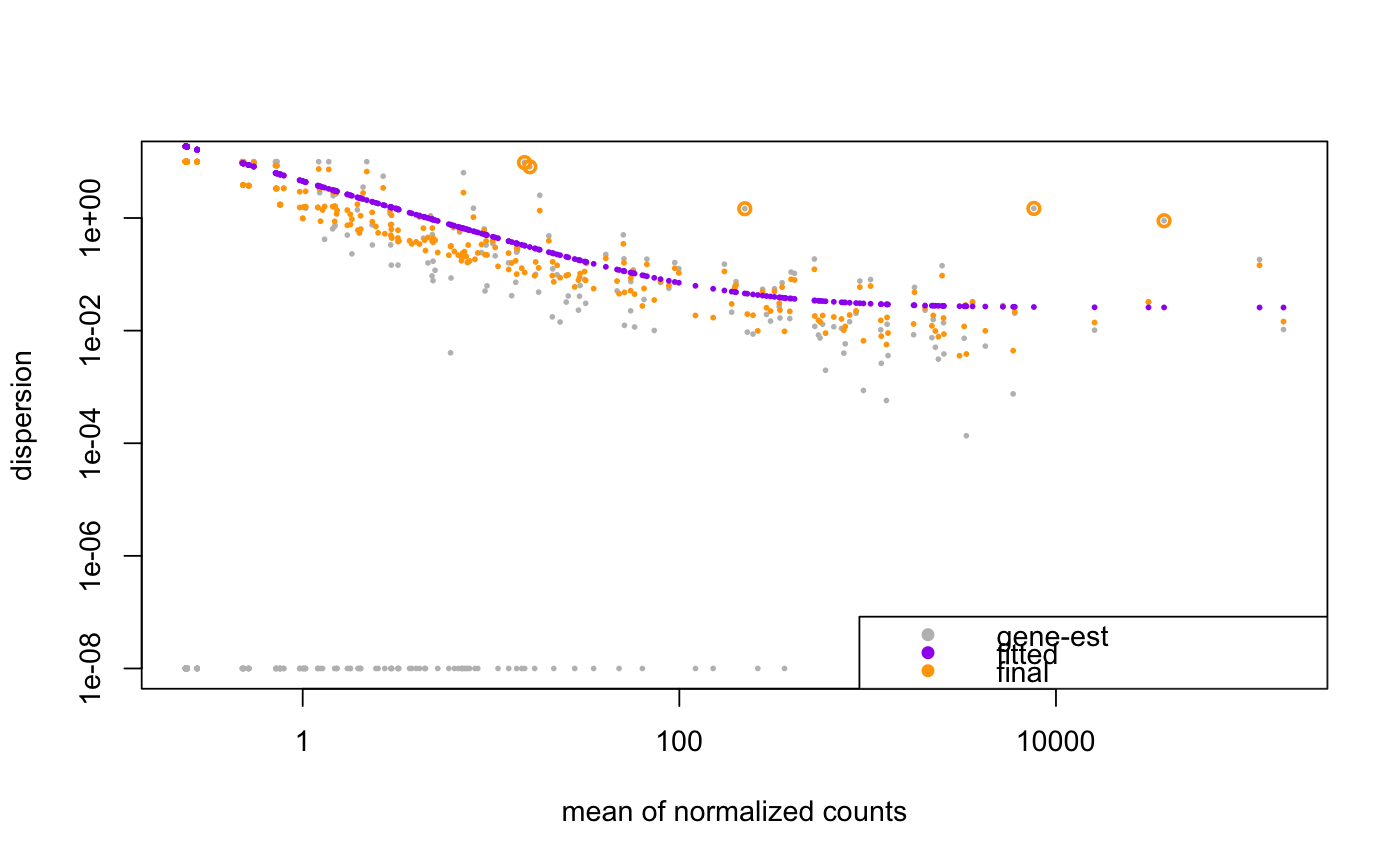 dispersion
1e+00
1e-02
1e-04
1e-06
1e-08
gene-est
fitted
final
1
100
10000
mean of normalized counts